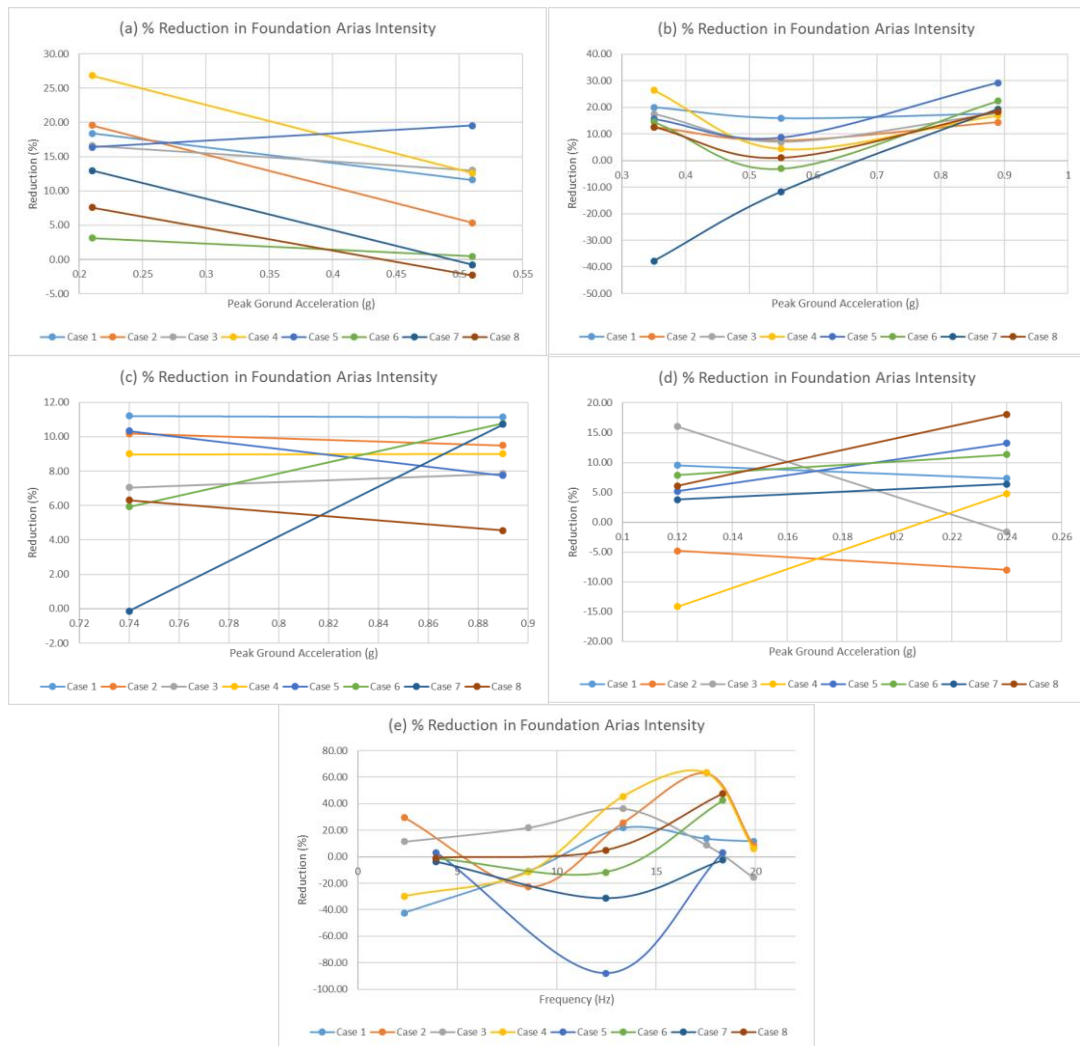 (a) % Reduction in Foundation Arias Intensity
30.00
25.00
20.00
15.00
10.00
5.00
0.00
-5.00
Reduction (%)
0.2 0.25 0.3 0.35 0.4 0.45 0.5 0.55
Peak Gorund Acceleration (g)
Case 1 Case 2 Case 3 Case 4 Case 5 Case 6 Case 7 Case 8
(b) % Reduction in Foundation Arias Intensity
40.00
30.00
20.00
10.00
0.00
-10.00
-20.00
-30.00
-40.00
-50.00
Reduction (%)
0.3 0.4 0.5 0.6 0.7 0.8 0.9 1
Peak Ground Acceleration (g)
Case 1 Case 2 Case 3 Case 4 Case 5 Case 6 Case 7 Case 8
(c) % Reduction in Foundation Arias Intensity
12.00
10.00
8.00
6.00
4.00
2.00
0.00
-2.00
Reduction (%)
0.72 0.74 0.76 0.78 0.8 0.82 0.84 0.86 0.88 0.9
Peak Ground Acceleration (g)
Case 1 Case 2 Case 3 Case 4 Case 5 Case 6 Case 7 Case 8
(d) % Reduction in Foundation Arias Intensity
20.00
15.00
10.00
5.00
0.00
-5.00
-10.00
-15.00
-20.00
Reduction (%)
0.1 0.12 0.14 0.16 0.18 0.2 0.22 0.24 0.26
Peak Ground Acceleration (g)
Case 1 Case 2 Case 3 Case 4 Case 5 Case 6 Case 7 Case 8
(e) % Reduction in Foundation Arias Intensity
80.00
60.00
40.00
20.00
0.00
-20.00
-40.00
-60.00
-80.00
-100.00
Reduction (%)
0 5 10 15 20
Frequency (Hz)
Case 1 Case 2 Case 3 Case 4 Case 5 Case 6 Case 7 Case 8